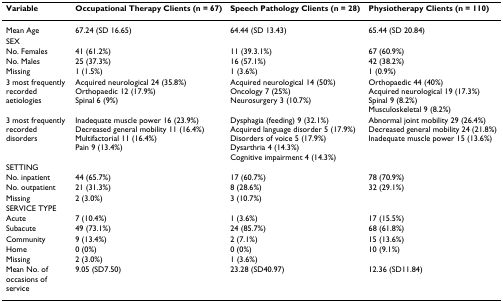 Variable Occupational Therapy Clients (n = 67) Speech Pathology Clients (n = 28) Physiotherapy Clients (n = 110)
Mean Age 67.24 (SD 16.65) 64.44 (SD 13.43) 65.44 (SD 20.84)
SEX
No. Females 41 (61.2%) 11 (39.3.1%) 67 (60.9%)
No. Males 25 (37.3%) 16 (57.1%) 42 (38.2%)
Missing 1 (1.5%) 1 (3.6%) 1 (0.9%)
3 most frequently Acquired neurological 24 (35.8%) Acquired neurological 14 (50%) Orthopaedic 44 (40%)
recorded Orthopaedic 12 (17.9%) Oncology 7 (25%) Acquired neurological 19 (17.3%)
aetiologies Spinal 6 (9%) Neurosurgery 3 (10.7%) Spinal 9 (8.2%)
Musculoskeletal 9 (8.2%)
3 most frequently Inadequate muscle power 16 (23.9%) Dysphagia (feeding) 9 (32.1%) Abnormal joint mobility 29 (26.4%)
recorded Decreased general mobility 11 (16.4%) Acquired language disorder 5 (17.9%) Decreased general mobility 24 (21.8%)
disorders Multifactorial 11 (16.4%) Disorders of voice 5 (17.9%) Inadequate muscle power 15 (13.6%)
Pain 9 (13.4%) Dysarthria 4 (14.3%)
Cognitive impairment 4 (14.3%)
SETTING
No. inpatient 44 (65.7%) 17 (60.7%) 78 (70.9%)
No. outpatient 21 (31.3%) 8 (28.6%) 32 (29.1%)
Missing 2 (3.0%) 3 (10.7%)
SERVICE TYPE
Acute 7 (10.4%) 1 (3.6%) 17 (15.5%)
Subacute 49 (73.1%) 24 (85.7%) 68 (61.8%)
Community 9 (13.4%) 2 (7.1%) 15 (13.6%)
Home 0 (0%) 0 (0%) 10 (9.1%)
Missing 2 (3.0%) 1 (3.6%)
Mean No. of 9.05 (SD7.50) 23.28 (SD40.97) 12.36 (SD11.84)
occasions of
service